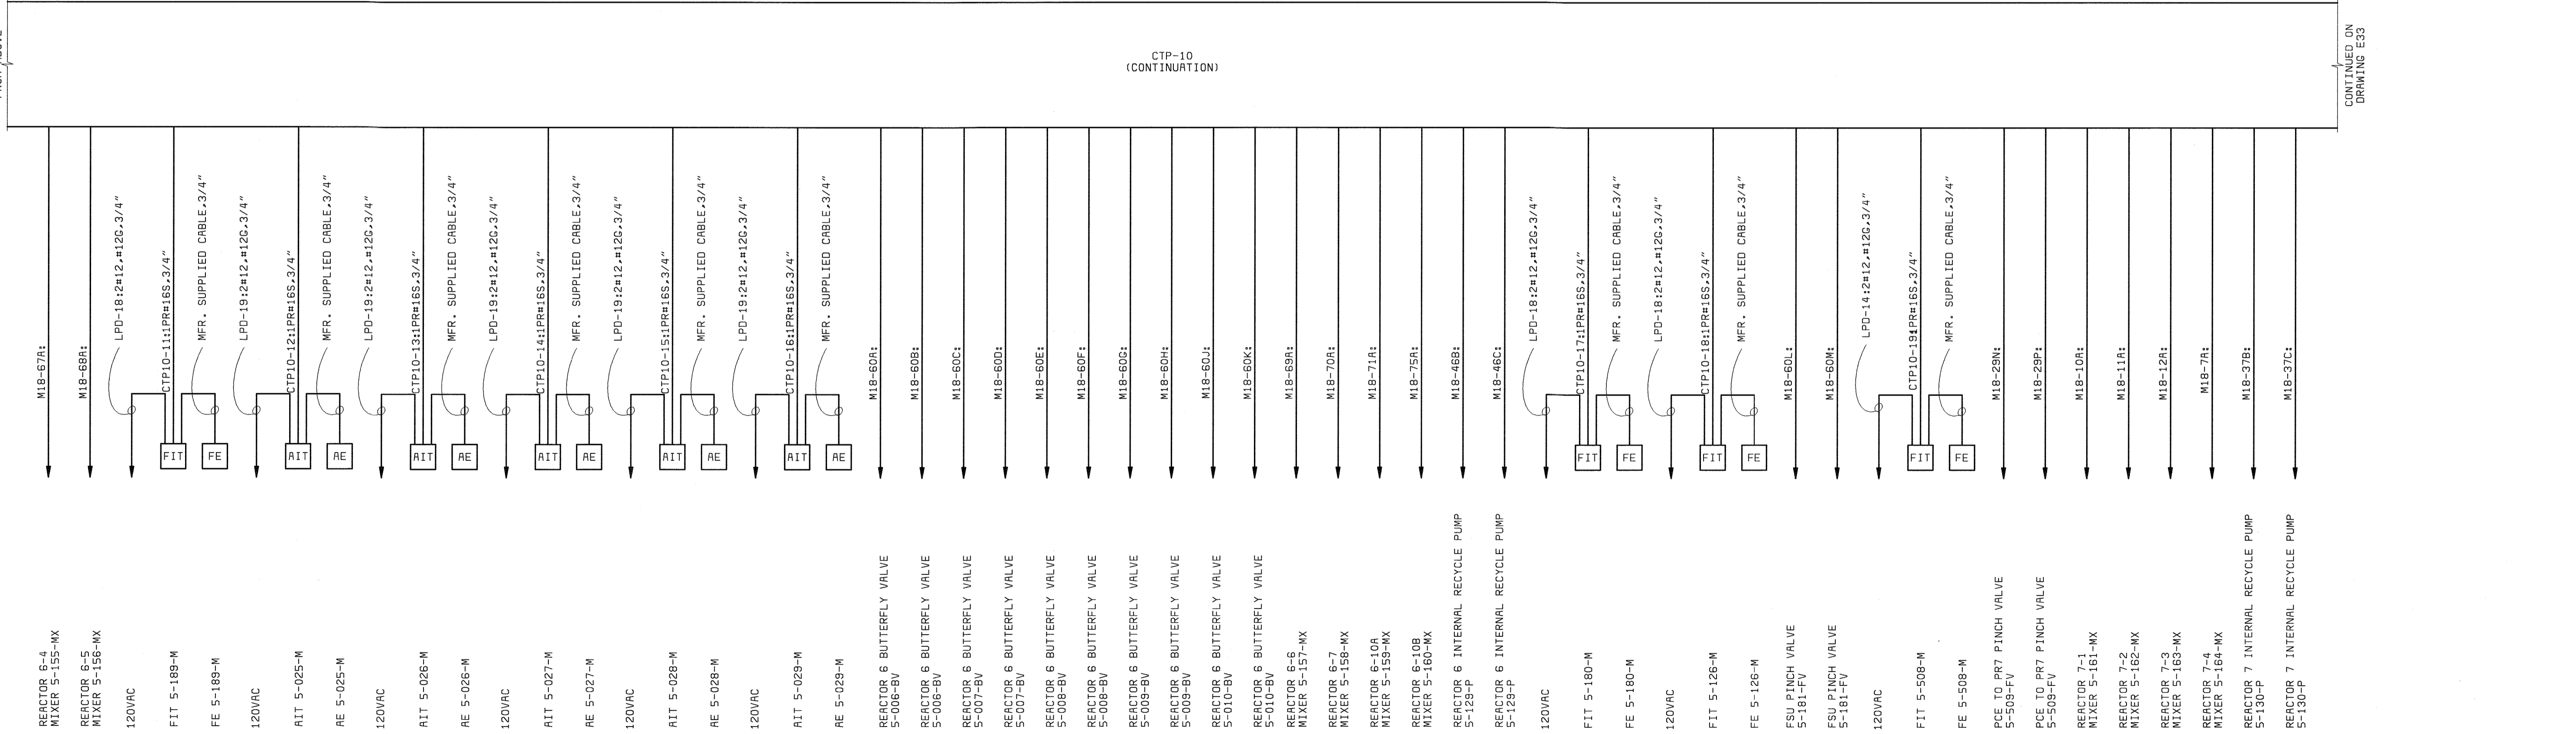 CTP-10
(CONTINUATION)
CONTINUED ON
DRAWING E33
M18-67A:
M18-68A:
LPD-18:2#12,#12G,3/4"
CTP10-11:1PR#16S,3/4"
MFR. SUPPLIED CABLE,3/4"
LPD-19:2#12,#12G,3/4"
CTP10-12:1PR#16S,3/4"
MFR. SUPPLIED CABLE,3/4"
LPD-19:2#12,#12G,3/4"
CTP10-13:1PR#16S,3/4"
MFR. SUPPLIED CABLE,3/4"
LPD-19:2#12,#12G,3/4"
CTP10-14:1PR#16S,3/4"
MFR. SUPPLIED CABLE,3/4"
LPD-19:2#12,#12G,3/4"
CTP10-15:1PR#16S,3/4"
MFR. SUPPLIED CABLE,3/4"
LPD-19:2#12,#12G,3/4"
CTP10-16:1PR#16S,3/4"
MFR. SUPPLIED CABLE,3/4"
M18-60A:
M18-60B:
M18-60C:
M18-60D:
M18-60E:
M18-60F:
M18-60G:
M18-60H:
M18-60J:
M18-60K:
M18-69A:
M18-70A:
M18-71A:
M18-75A:
M18-46B:
M18-46C:
LPD-18:2#12,#12G,3/4"
CTP10-17:1PR#16S,3/4"
MFR. SUPPLIED CABLE,3/4"
LPD-18:2#12,#12G,3/4"
CTP10-18:1PR#16S,3/4"
MFR. SUPPLIED CABLE,3/4"
M18-60L:
M18-60M:
LPD-14:2#12,#12G,3/4"
CTP10-19:1PR#16S,3/4"
MFR. SUPPLIED CABLE,3/4"
M18-29N:
M18-29P:
M18-10A:
M18-11A:
M18-12A:
M18-7A:
M18-37B:
M18-37C:
FIT
FE
AIT
AE
AIT
AE
AIT
AE
AIT
AE
AIT
AE
FIT
FE
FIT
FE
FIT
FE
REACTOR 6-4
MIXER 5-155-MX
REACTOR 6-5
MIXER 5-156-MX
120VAC
FIT 5-189-M
FE 5-189-M
120VAC
AIT 5-025-M
AE 5-025-M
120VAC
AIT 5-026-M
AE 5-026-M
120VAC
AIT 5-027-M
AE 5-027-M
120VAC
AIT 5-028-M
AE 5-028-M
120VAC
AIT 5-029-M
AE 5-029-M
REACTOR 6 BUTTERFLY VALVE
5-006-BV
REACTOR 6 BUTTERFLY VALVE
5-006-BV
REACTOR 6 BUTTERFLY VALVE
5-007-BV
REACTOR 6 BUTTERFLY VALVE
5-007-BV
REACTOR 6 BUTTERFLY VALVE
5-008-BV
REACTOR 6 BUTTERFLY VALVE
5-008-BV
REACTOR 6 BUTTERFLY VALVE
5-009-BV
REACTOR 6 BUTTERFLY VALVE
5-009-BV
REACTOR 6 BUTTERFLY VALVE
5-010-BV
REACTOR 6 BUTTERFLY VALVE
5-010-BV
REACTOR 6-6
MIXER 5-157-MX
REACTOR 6-7
MIXER 5-158-MX
REACTOR 6-10A
MIXER 5-159-MX
REACTOR 6-10B
MIXER 5-160-MX
REACTOR 6 INTERNAL RECYCLE PUMP
5-129-P
REACTOR 6 INTERNAL RECYCLE PUMP
5-129-P
120VAC
FIT 5-180-M
FE 5-180-M
120VAC
FIT 5-126-M
FE 5-126-M
FSU PINCH VALVE
5-181-FV
FSU PINCH VALVE
5-181-FV
120VAC
FIT 5-508-M
FE 5-508-M
PCE TO PR7 PINCH VALVE
5-509-FV
PCE TO PR7 PINCH VALVE
5-509-FV
REACTOR 7-1
MIXER 5-161-MX
REACTOR 7-2
MIXER 5-162-MX
REACTOR 7-3
MIXER 5-163-MX
REACTOR 7-4
MIXER 5-164-MX
REACTOR 7 INTERNAL RECYCLE PUMP
5-130-P
REACTOR 7 INTERNAL RECYCLE PUMP
5-130-P